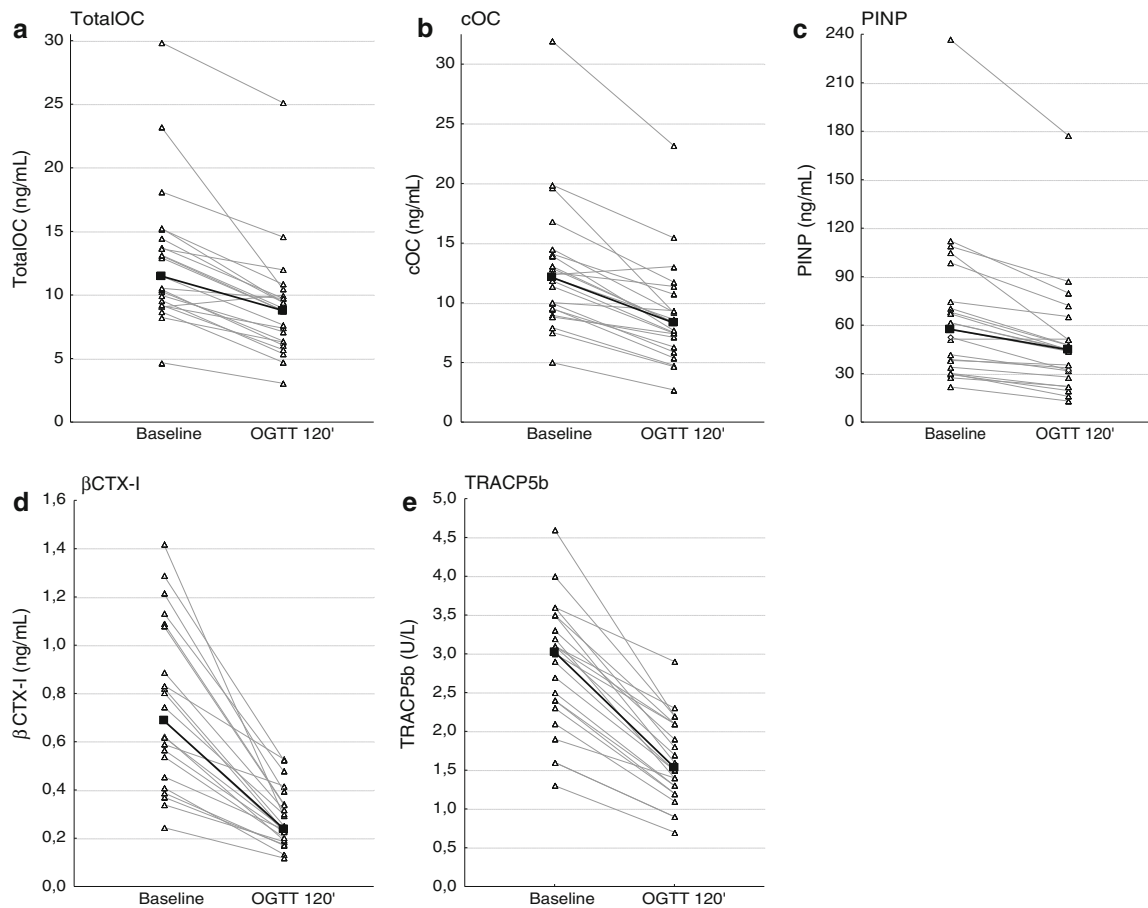 a TotalOC
TotalOC (ng/mL)
30
25
20
15
10
5
0
Baseline OGTT 120'
b cOC
cOC (ng/mL)
30
25
20
15
10
5
0
Baseline OGTT 120'
c PINP
PINP (ng/mL)
240
210
180
150
120
90
60
30
0
Baseline OGTT 120'
d βCTX-I
βCTX-I (ng/mL)
1,6
1,4
1,2
1,0
0,8
0,6
0,4
0,2
0,0
Baseline OGTT 120'
e TRACP5b
TRACP5b (U/L)
5,0
4,5
4,0
3,5
3,0
2,5
2,0
1,5
1,0
0,5
0,0
Baseline OGTT 120'